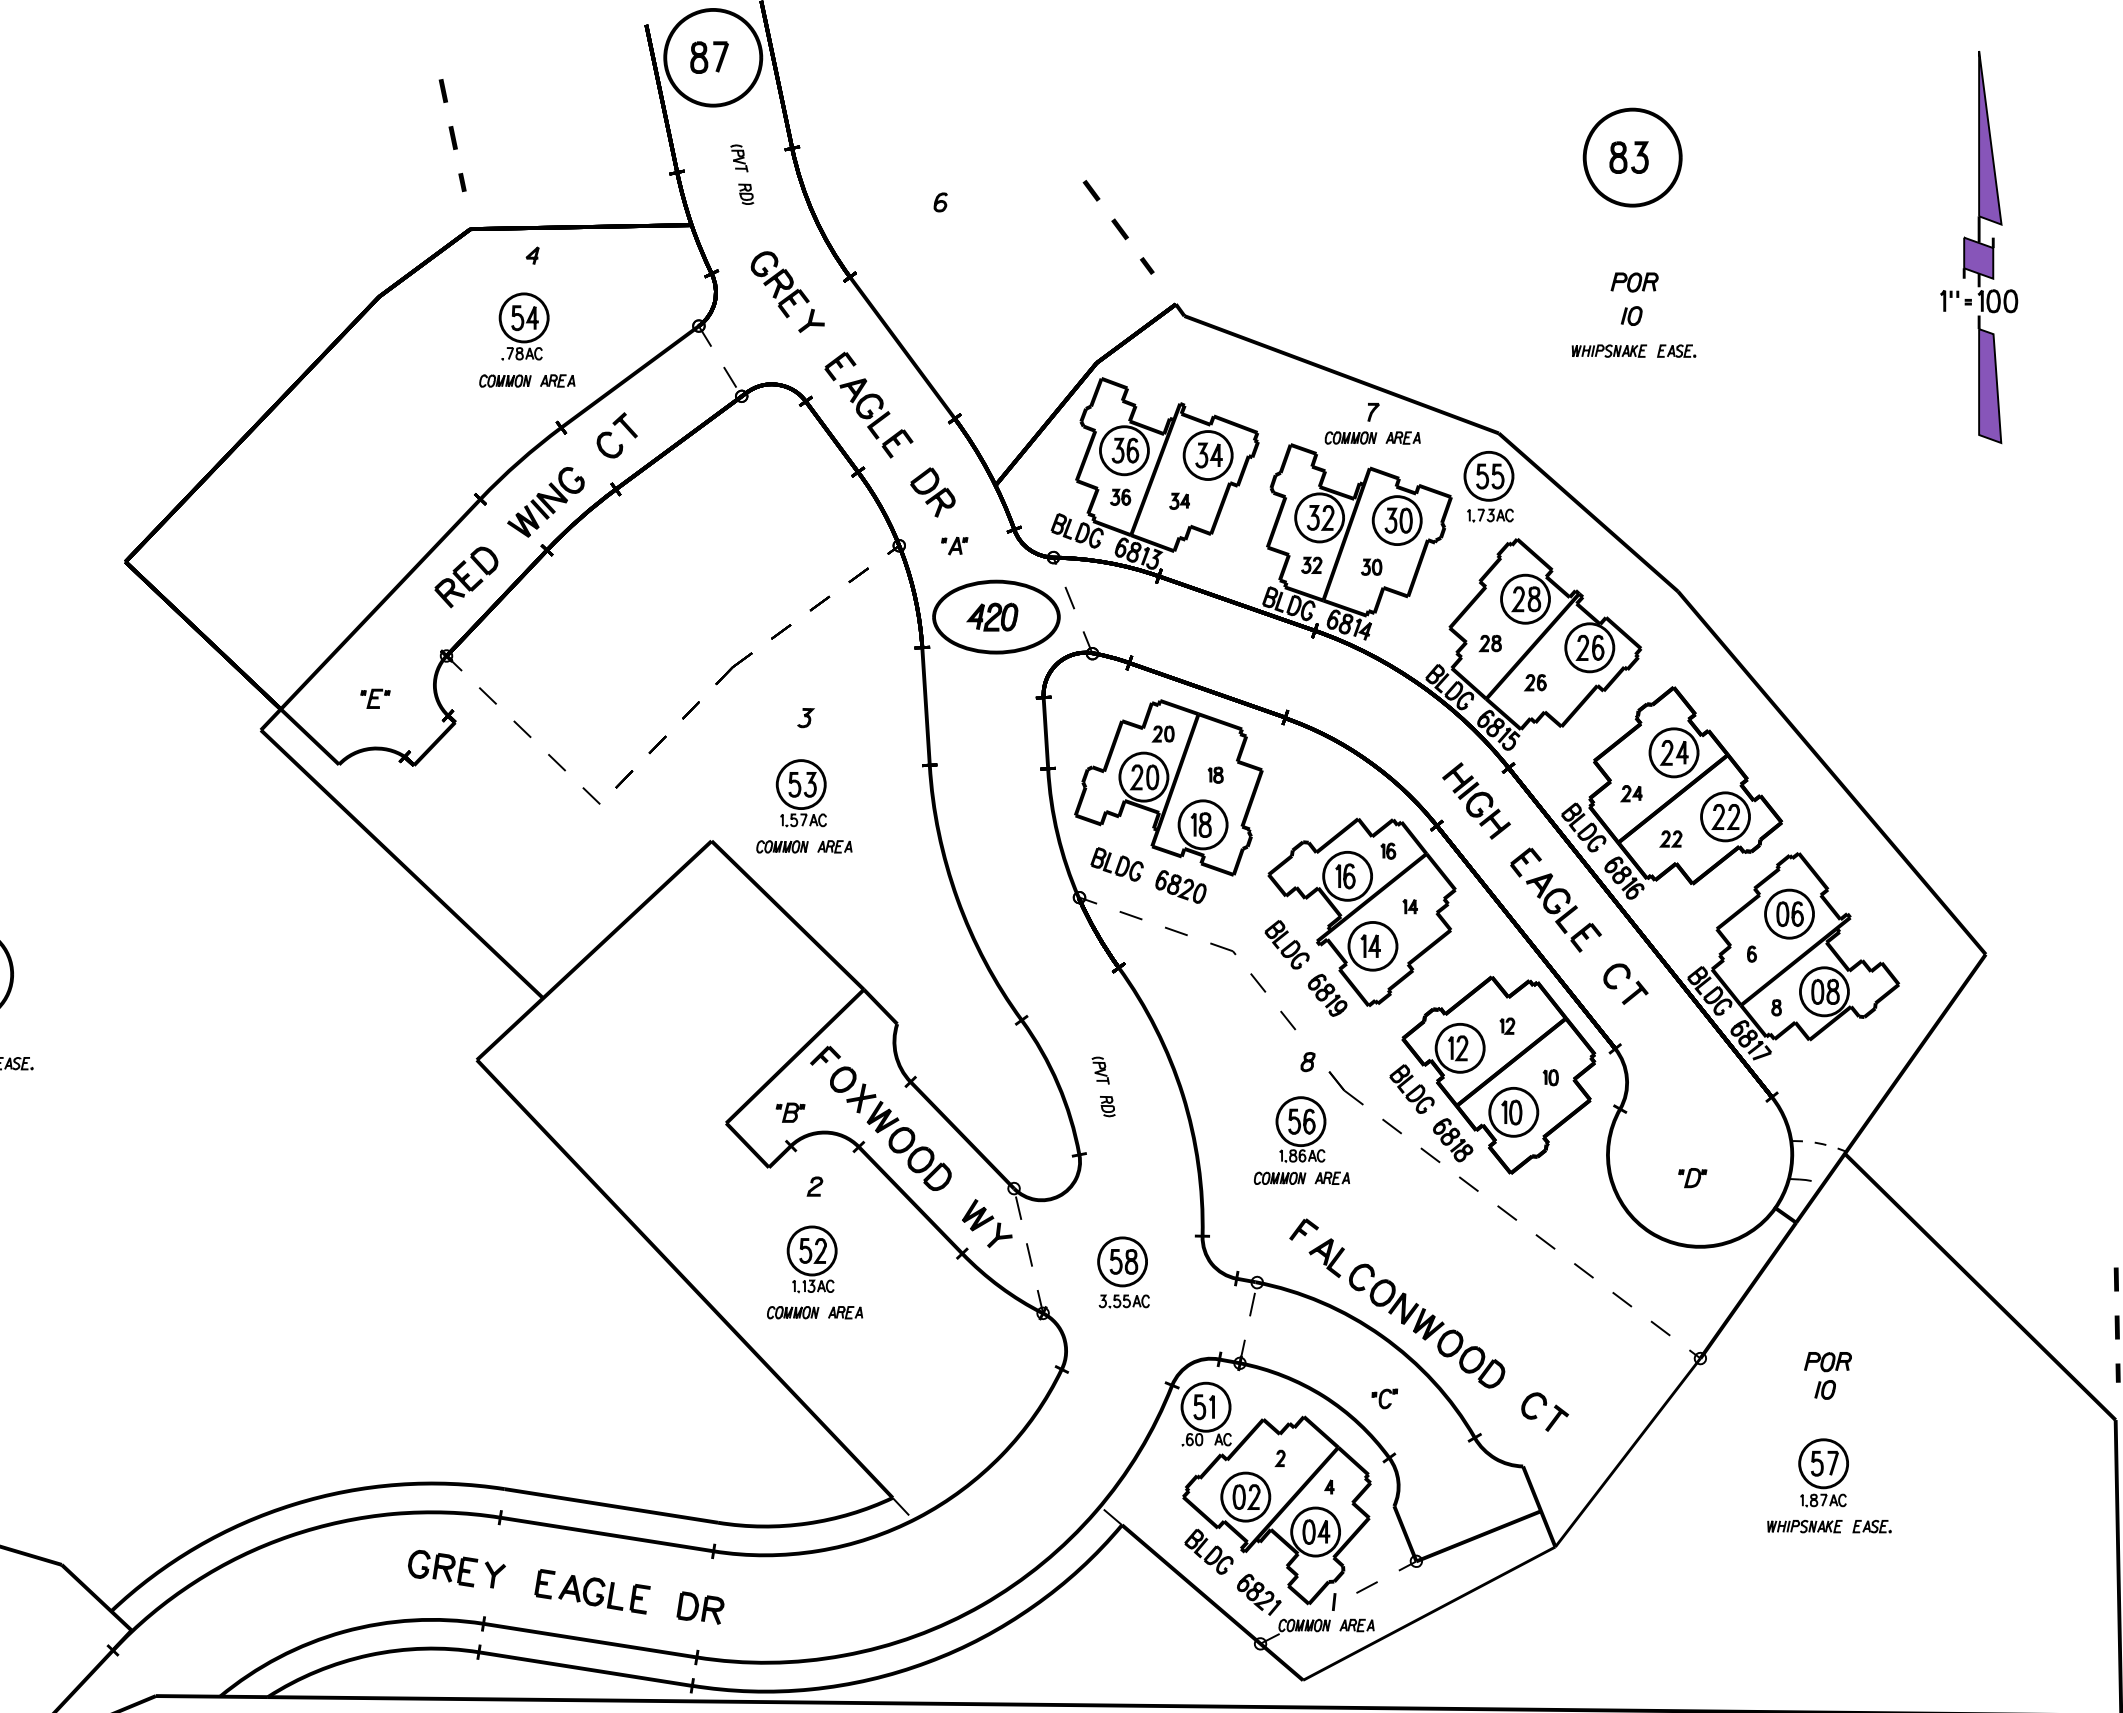 87
(PVT RD)
83
6
POR
10
WHIPSNAKE EASE.
1"=100
4
54
.78AC
COMMON AREA
GREY EAGLE DR
RED WING CT
"A"
"E"
420
7
COMMON AREA
55
1.73AC
36
34
36
34
BLDG 6813
32
30
32
30
BLDG 6814
28
26
28
26
BLDG 6815
24
22
24
22
BLDG 6816
06
08
6
8
BLDG 6817
3
53
1.57AC
COMMON AREA
20
18
20
18
BLDG 6820
16
14
16
14
BLDG 6819
12
10
12
10
BLDG 6818
HIGH EAGLE CT
EASE.
(PVT RD)
8
56
1.86AC
COMMON AREA
"D"
FOXWOOD WY
"B"
2
52
1.13AC
COMMON AREA
58
3.55AC
FALCONWOOD CT
"C"
51
.60 AC
2
4
02
04
BLDG 6821
1
COMMON AREA
POR
10
57
1.87AC
WHIPSNAKE EASE.
GREY EAGLE DR